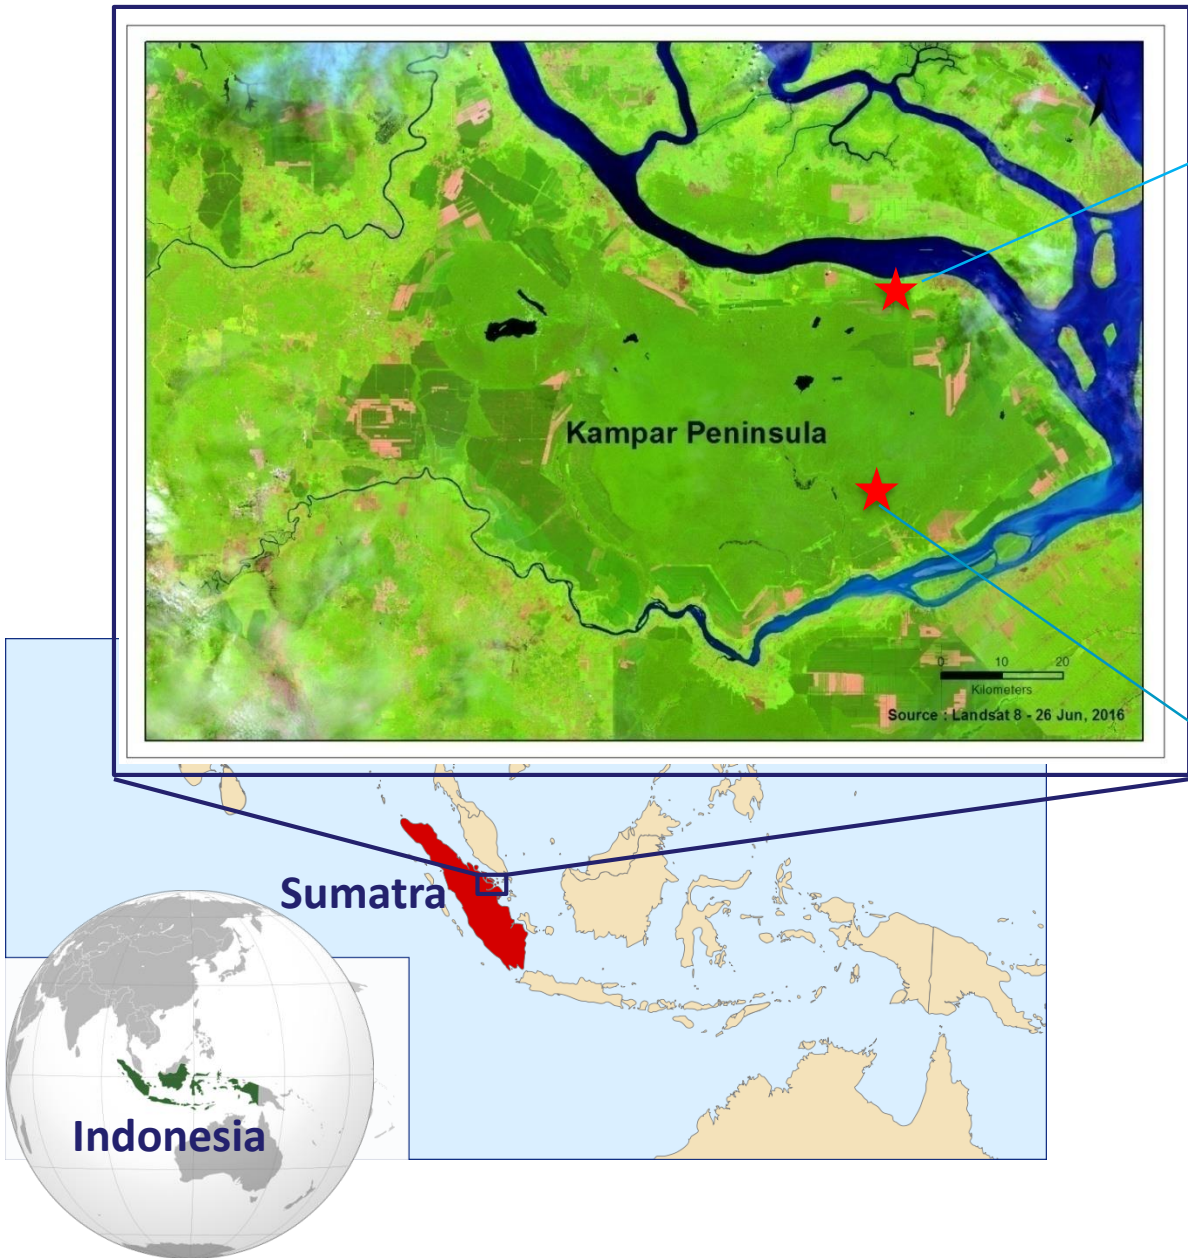 Kampar Peninsula
0 10 20
Kilometers
Source : Landsat 8 - 26 Jun, 2016
Sumatra
Indonesia